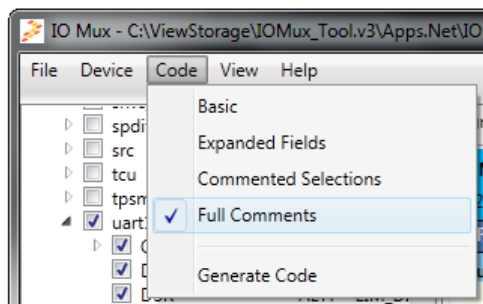 IO Mux - C:\ViewStorage\IOMux_Tool.v3\Apps.Net\IO
File Device Code View Help
Basic
spdi
Expanded Fields
src
tcu
Commented Selections
tpsm
Full Comments
uart
Generate Code